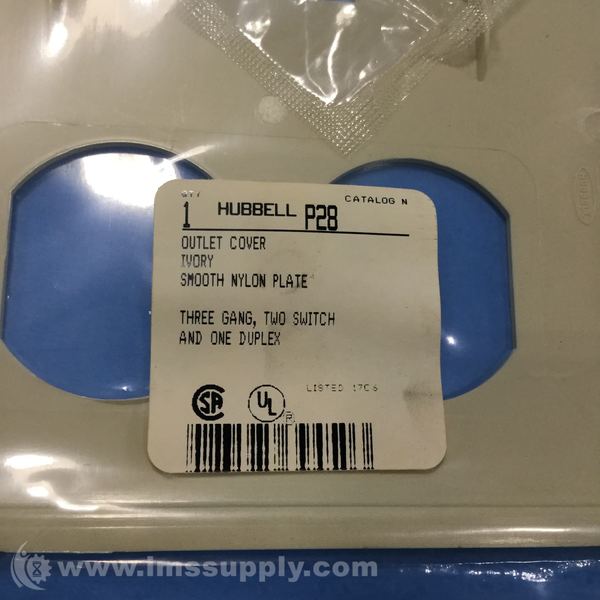 QTY
CATALOG N
1 HUBBELL P28
OUTLET COVER
IVORY
SMOOTH NYLON PLATE
THREE GANG, TWO SWITCH
AND ONE DUPLEX
LISTED 17C6
www.imssupply.com